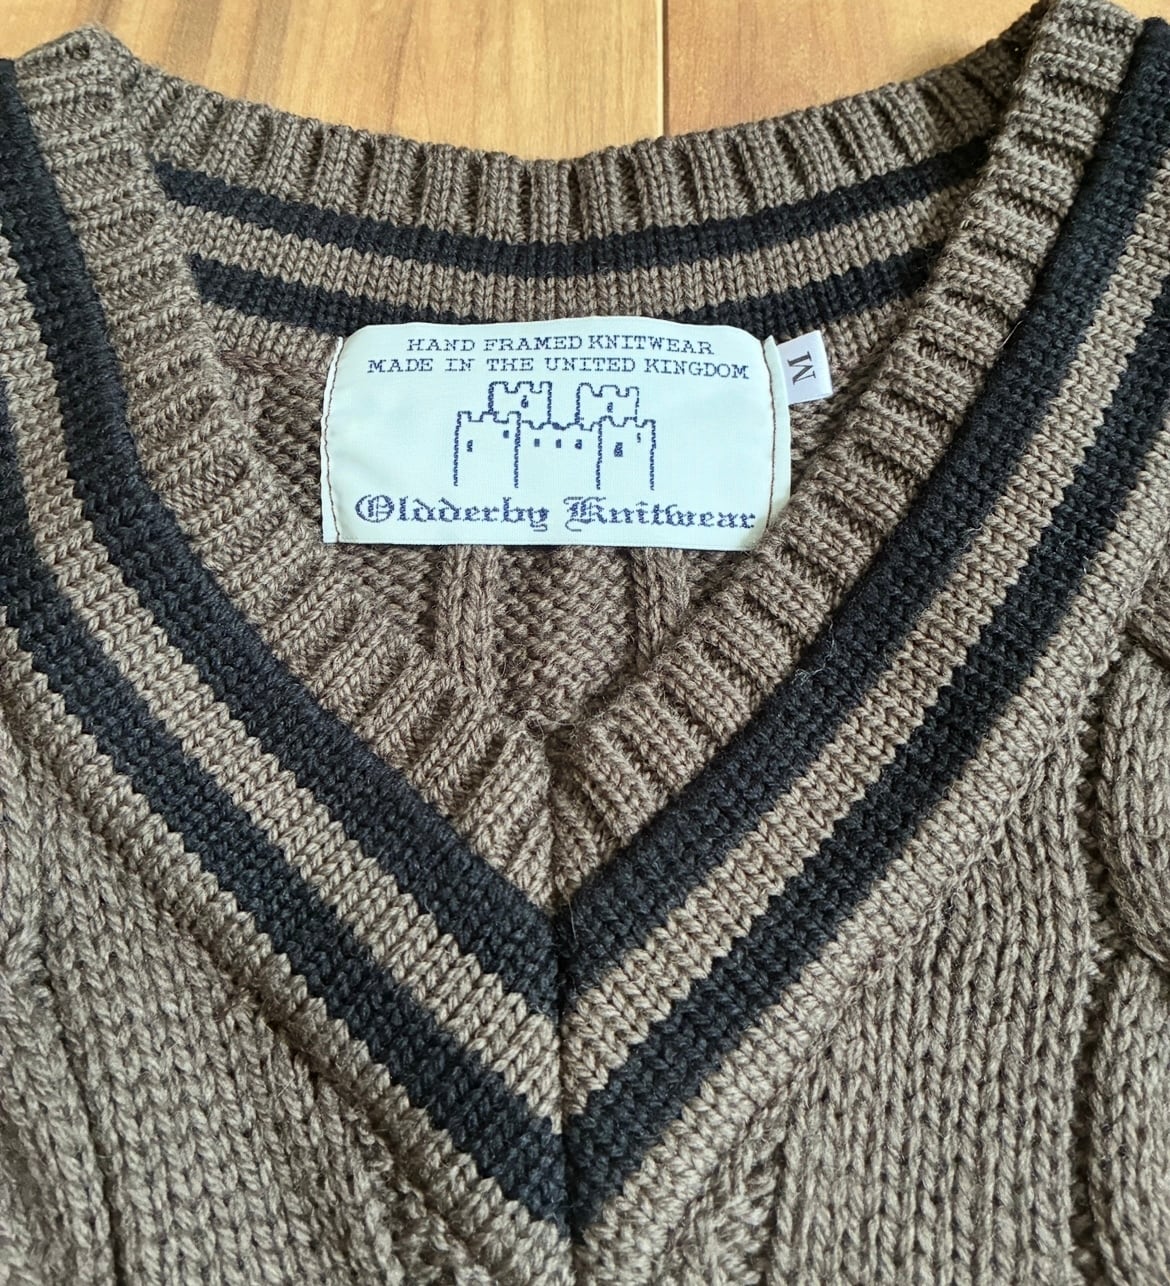 HAND FRAMED KNITWEAR
MADE IN THE UNITED KINGDOM
Oldderby Knitwear
M